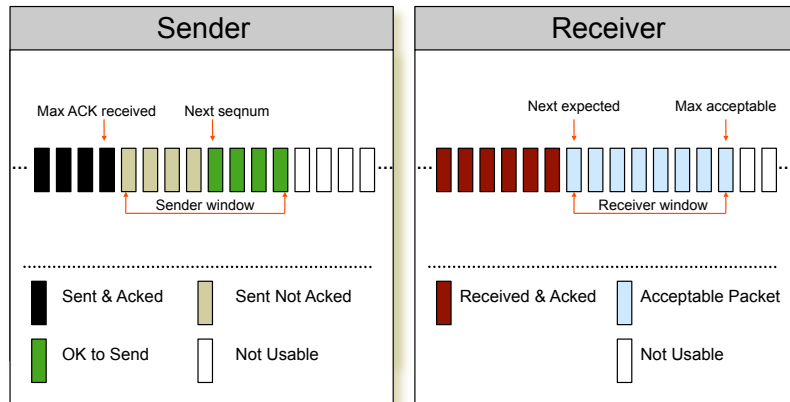 Sender
Max ACK received
Next seqnum
...
...
Sender window
Sent & Acked
Sent Not Acked
OK to Send
Not Usable
Receiver
Next expected
Max acceptable
...
...
Receiver window
Received & Acked
Acceptable Packet
Not Usable